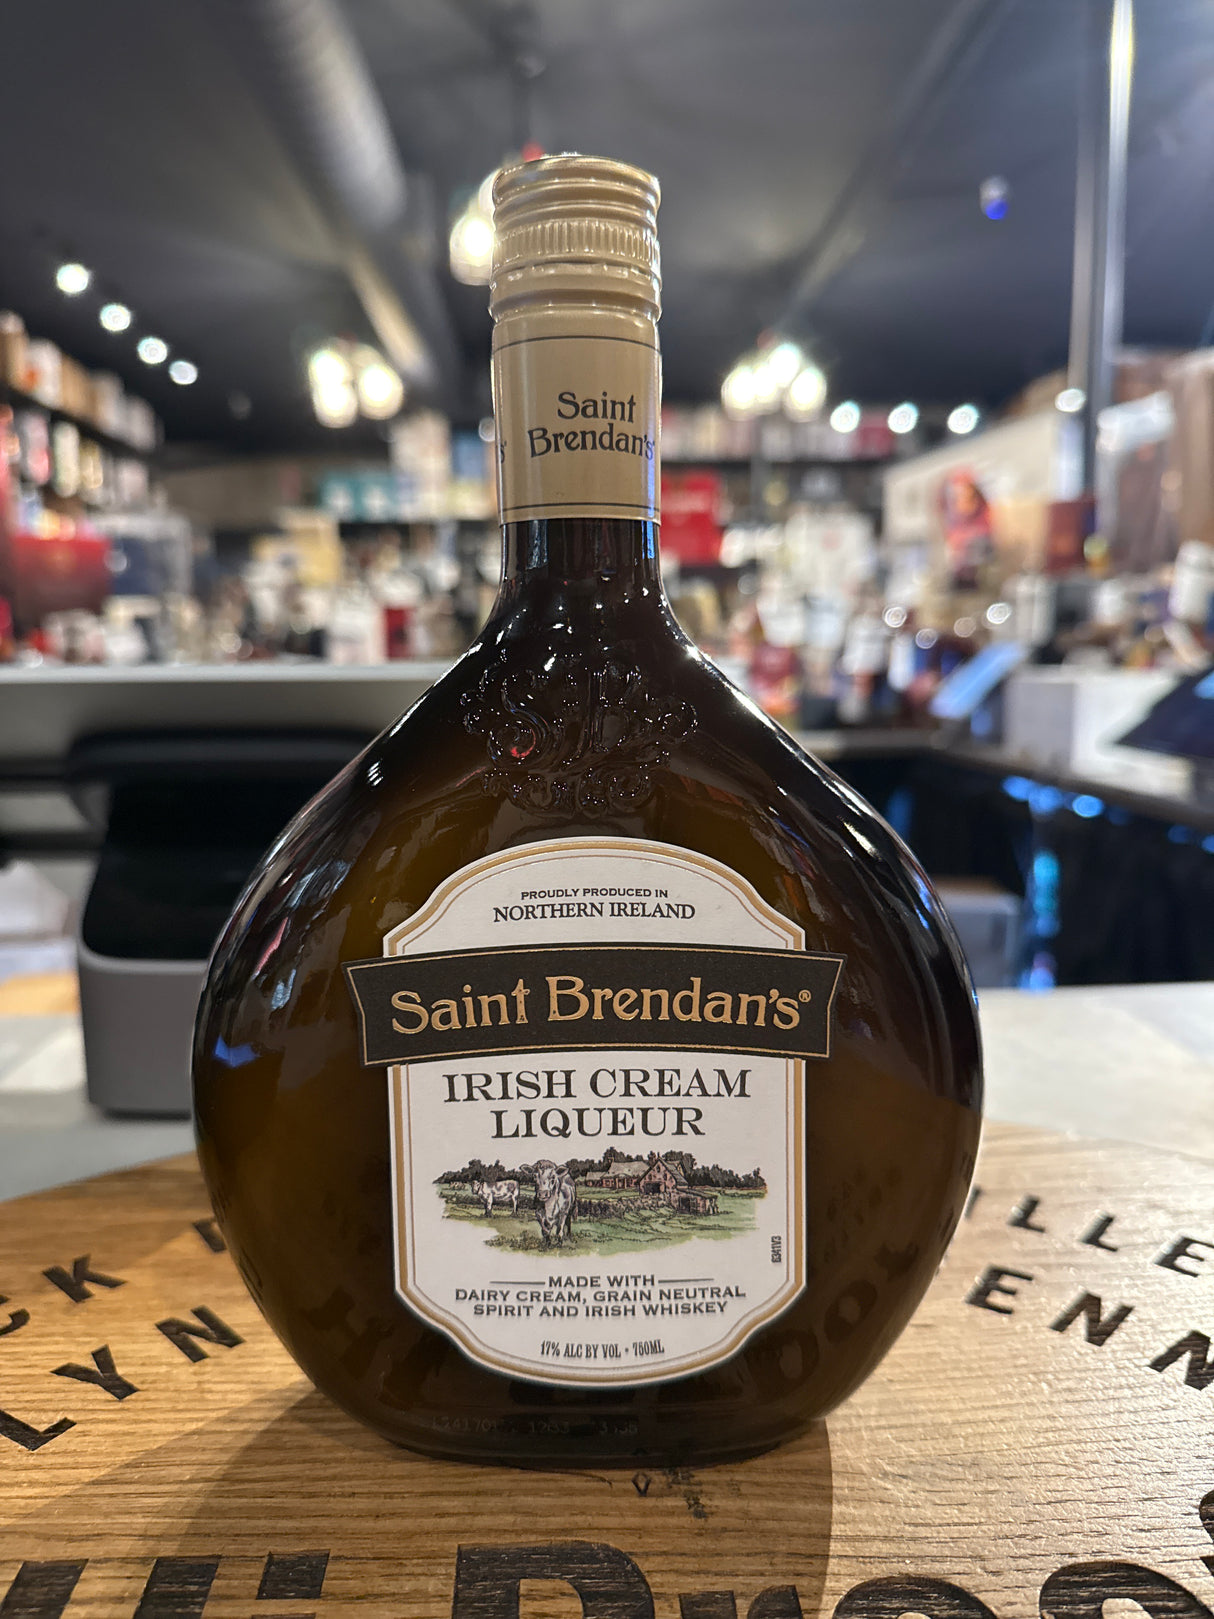 Saint
Brendan's
PROUDLY PRODUCED IN
NORTHERN IRELAND
Saint Brendan's®
IRISH CREAM
LIQUEUR
MADE WITH
DAIRY CREAM, GRAIN NEUTRAL
SPIRIT AND IRISH WHISKEY
17% ALC BY VOL • 750ML